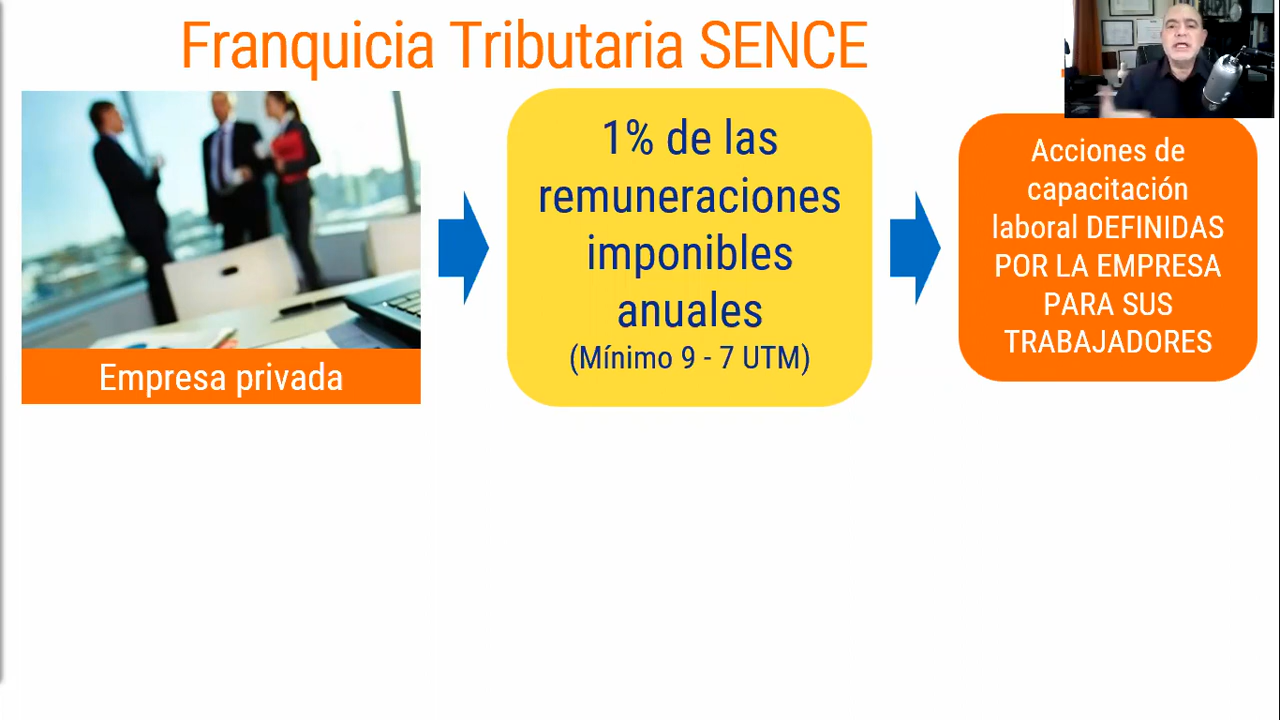 Franquicia Tributaria SENCE
Empresa privada
1% de las
remuneraciones
imponibles
anuales
(Mínimo 9 - 7 UTM)
Acciones de
capacitación
laboral DEFINIDAS
POR LA EMPRESA
PARA SUS
TRABAJADORES